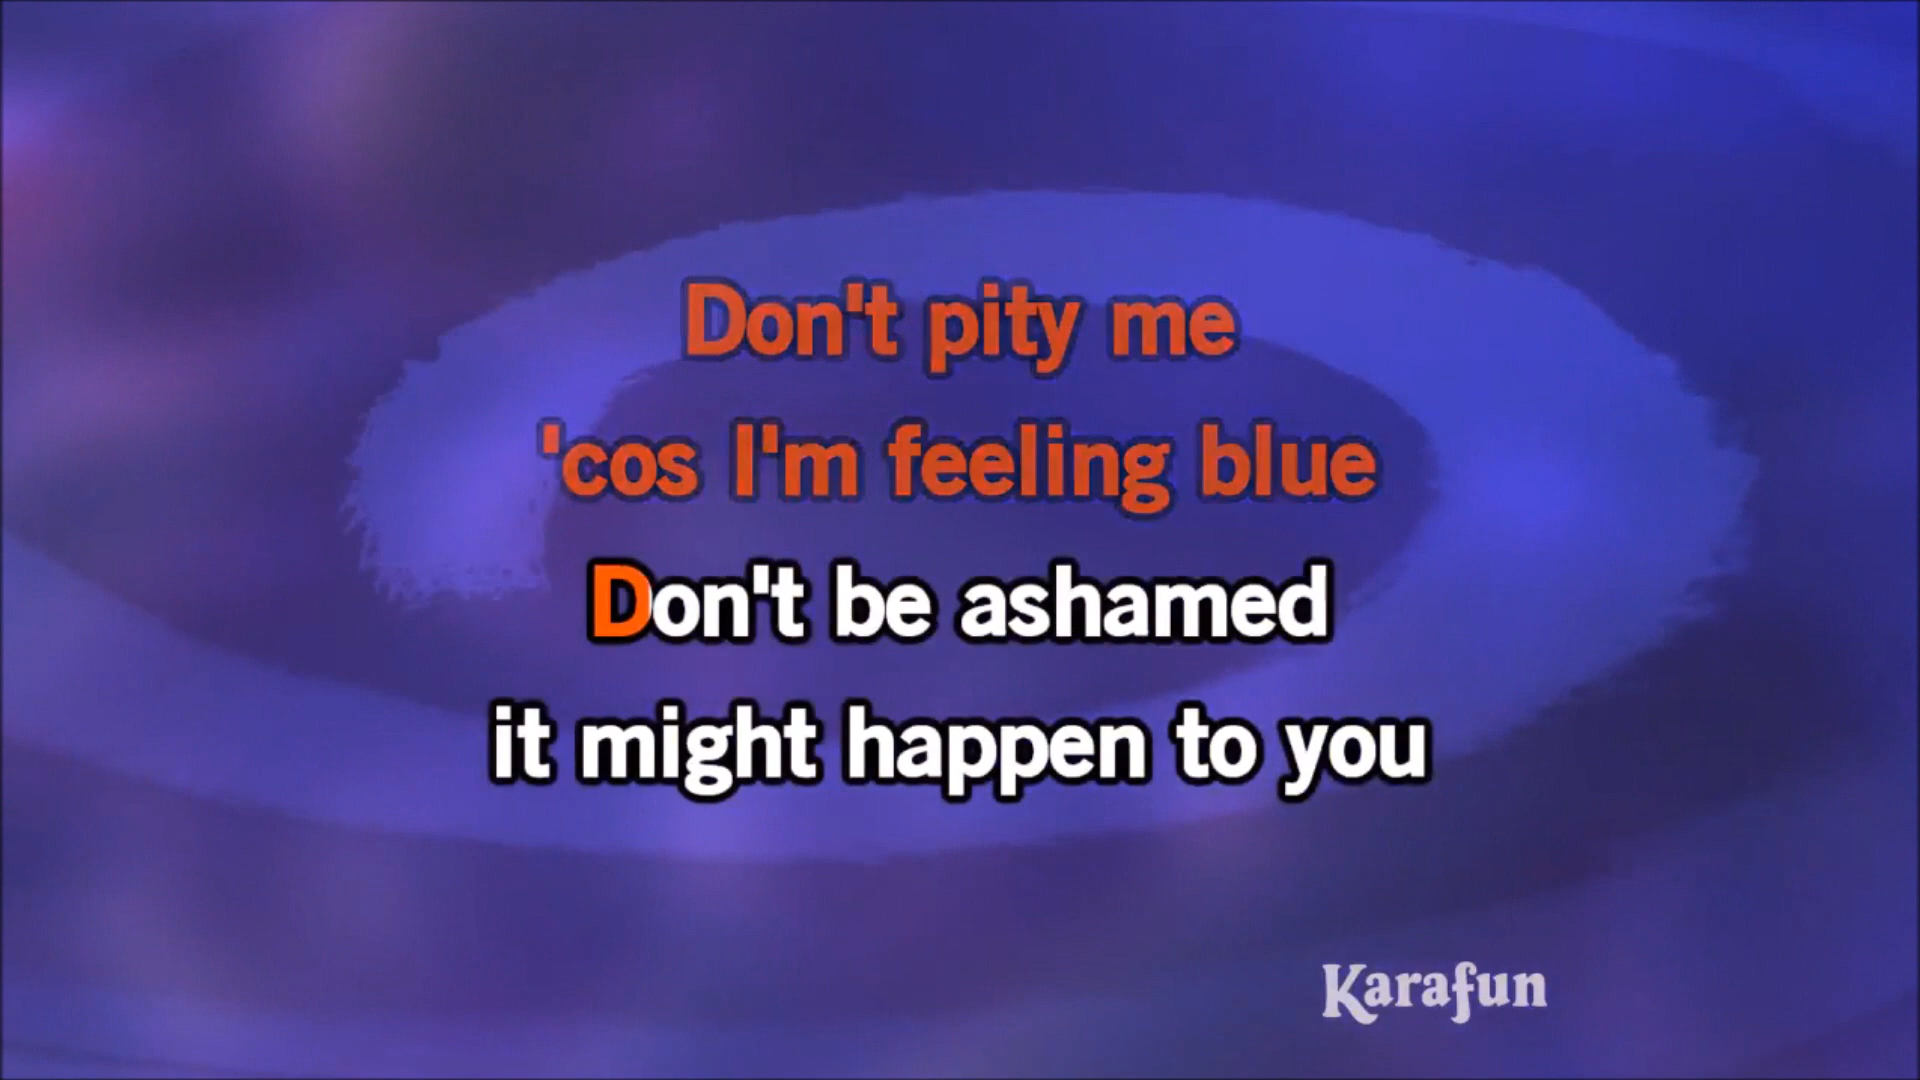 Don't pity me
'cos I'm feeling blue
Don't be ashamed
it might happen to you
Karafun